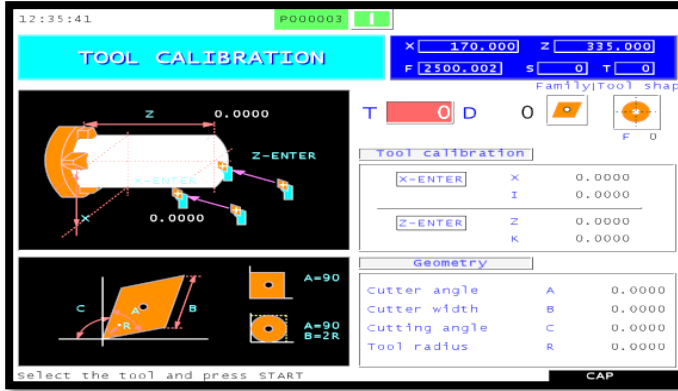 12:35:41 P000003 1
TOOL CALIBRATION
X 170.000 Z 335.000
F 2500.002 S 0 T 0
Family|Tool shap
T 0 D 0
F 0
Z 0.0000
Z-ENTER
X-ENTER
X 0.0000
Tool calibration
X-ENTER X 0.0000
I 0.0000
Z-ENTER Z 0.0000
K 0.0000
A=90
C A B
R
A=90
B=2R
Geometry
Cutter angle A 0.0000
Cutter width B 0.0000
Cutting angle C 0.0000
Tool radius R 0.0000
Select the tool and press START CAP